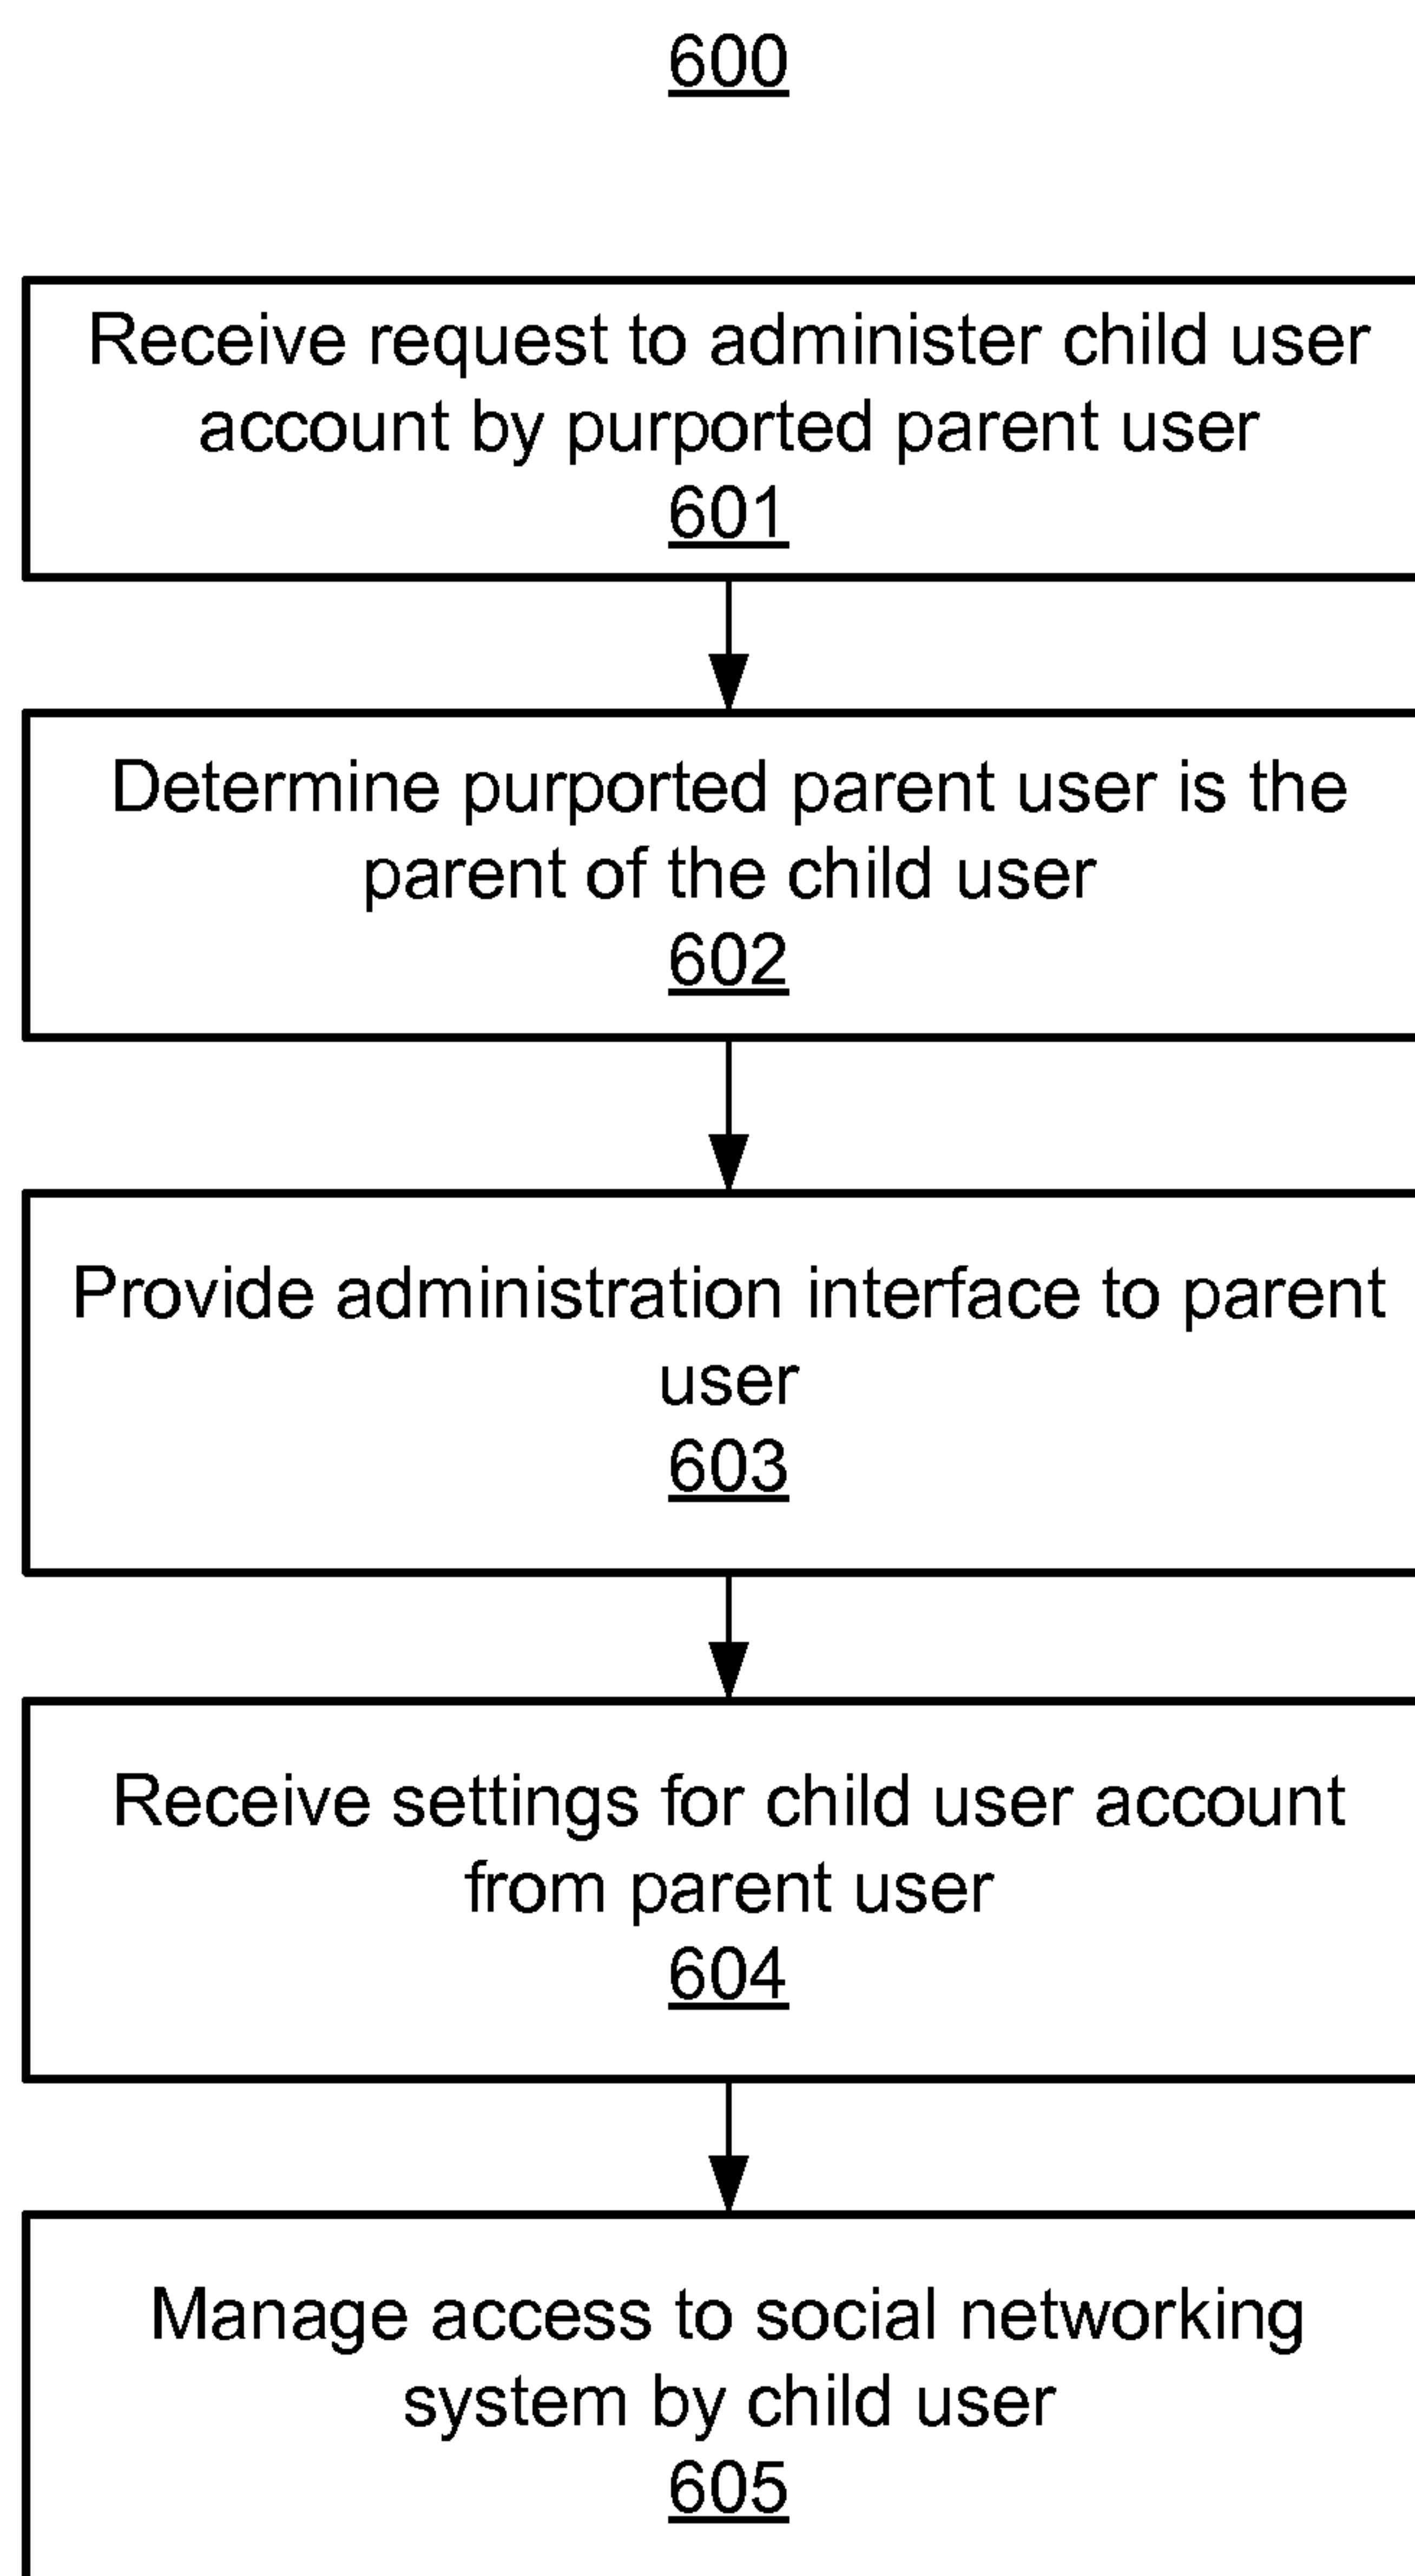 600
Receive request to administer child user
account by purported parent user
601
Determine purported parent user is the
parent of the child user
602
Provide administration interface to parent
user
603
Receive settings for child user account
from parent user
604
Manage access to social networking
system by child user
605